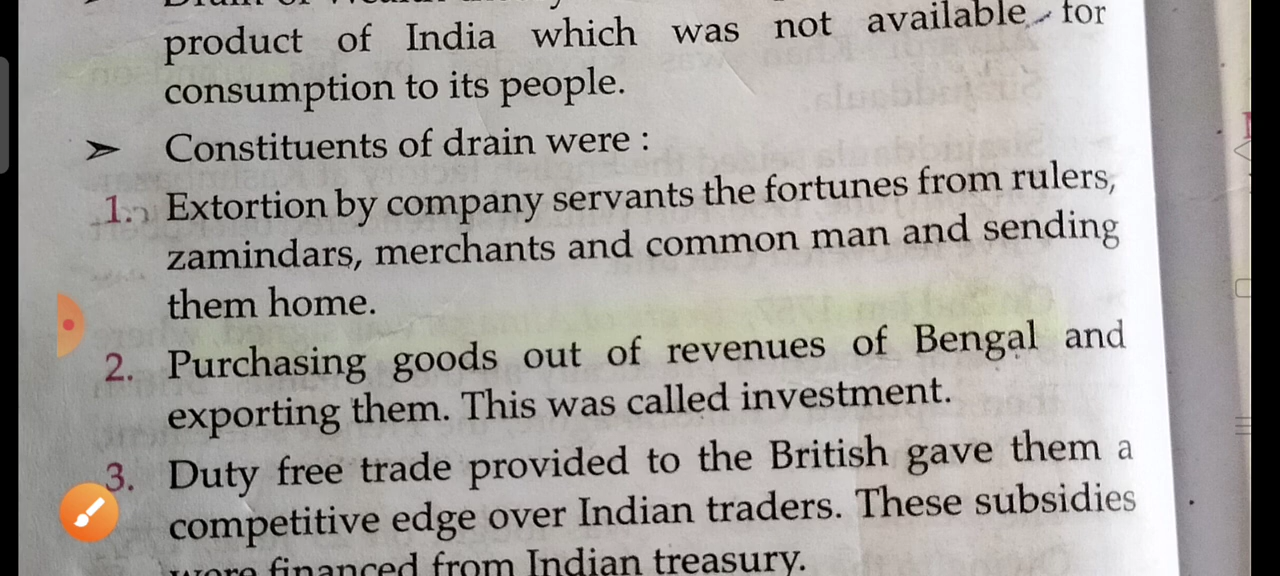 product of India which was not available for
consumption to its people.
➢ Constituents of drain were :
1. Extortion by company servants the fortunes from rulers,
zamindars, merchants and common man and sending
them home.
2. Purchasing goods out of revenues of Bengal and
exporting them. This was called investment.
3. Duty free trade provided to the British gave them a
competitive edge over Indian traders. These subsidies
were financed from Indian treasury.